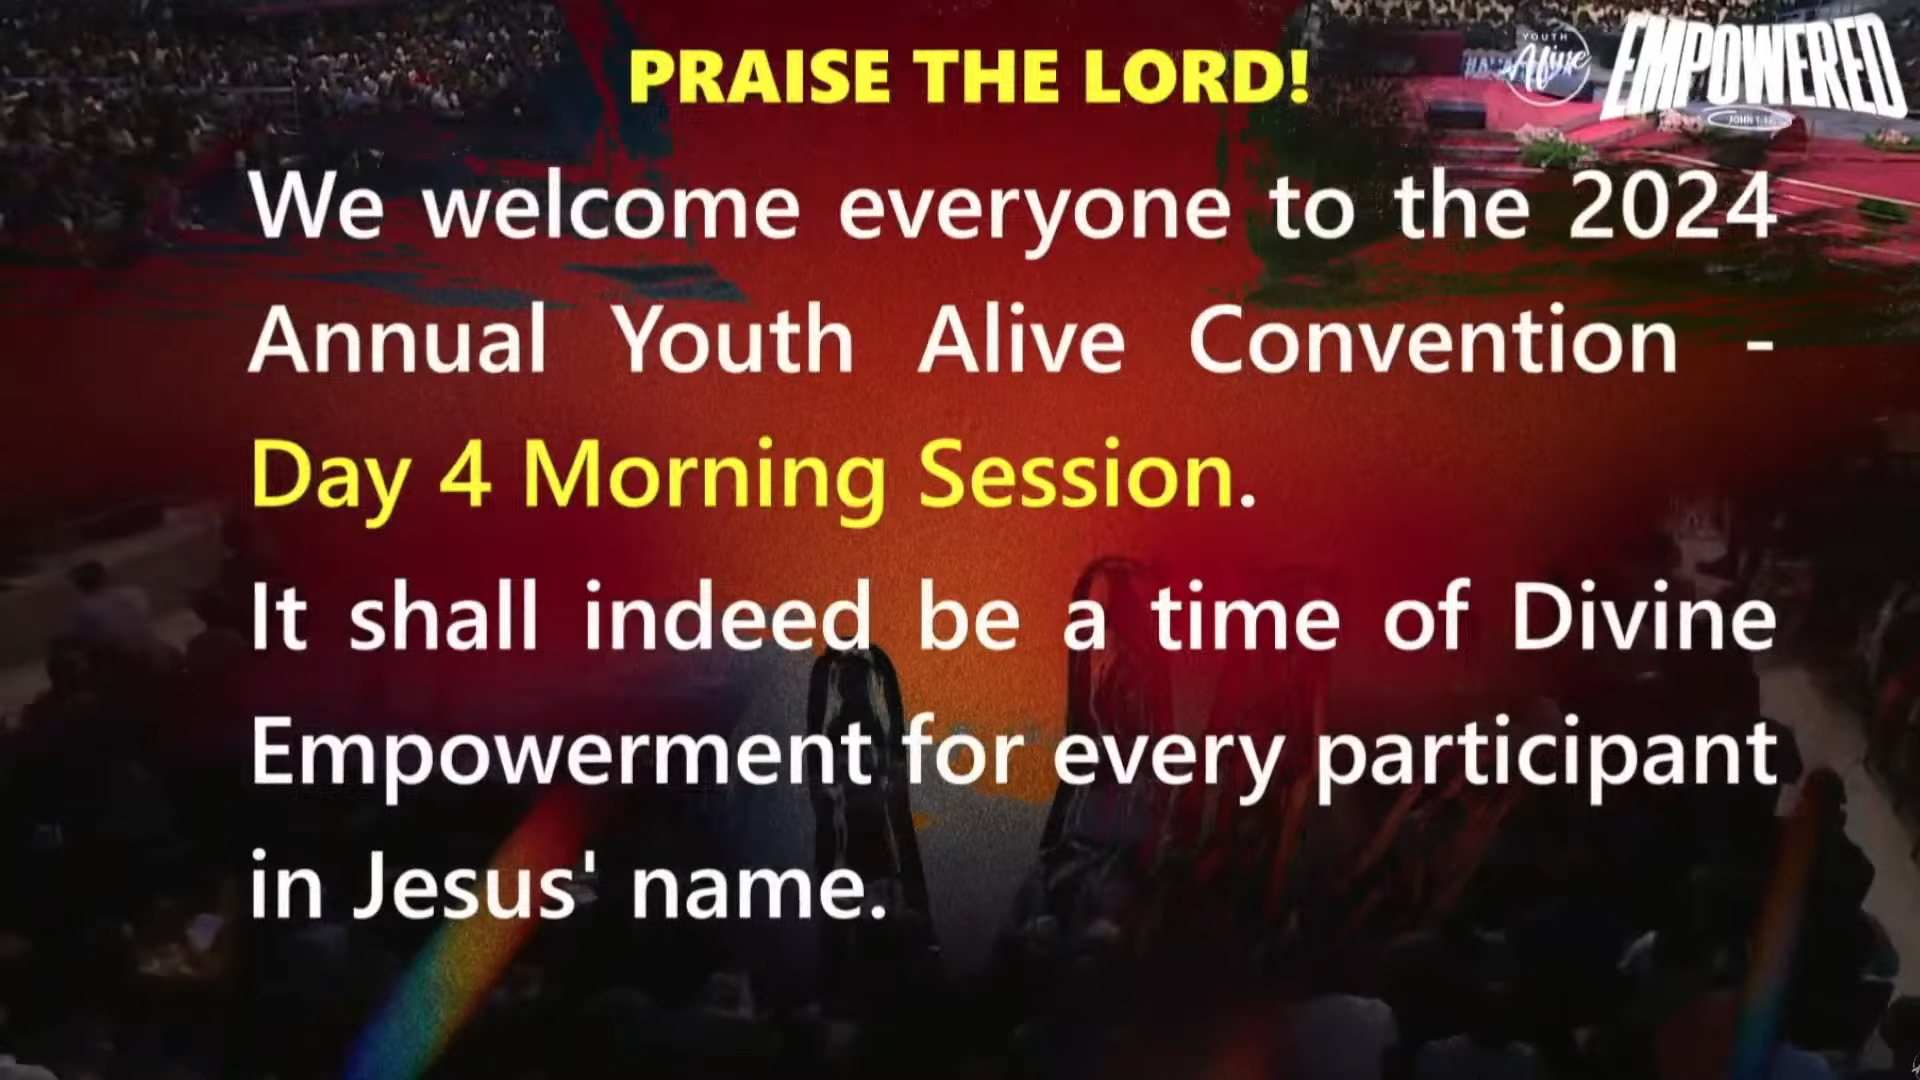 PRAISE THE LORD!
YOUTH
Alive
EMPOWERED
We welcome everyone to the 2024
Annual Youth Alive Convention -
Day 4 Morning Session.
It shall indeed be a time of Divine
Empowerment for every participant
in Jesus' name.